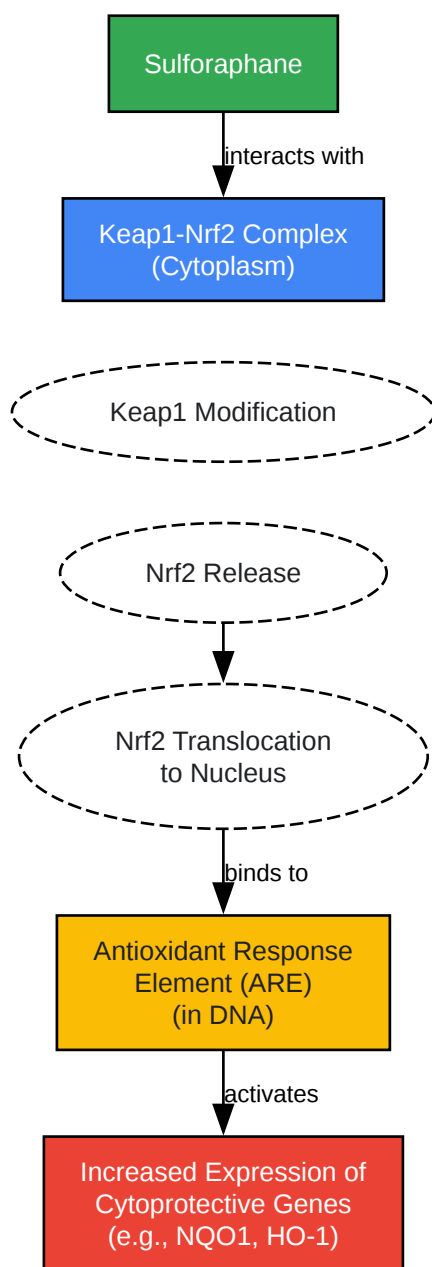 Sulforaphane
interacts with
Keap1-Nrf2 Complex
(Cytoplasm)
Keap1 Modification
Nrf2 Release
Nrf2 Translocation
to Nucleus
binds to
Antioxidant Response
Element (ARE)
(in DNA)
activates
Increased Expression of
Cytoprotective Genes
(e.g., NQO1, HO-1)